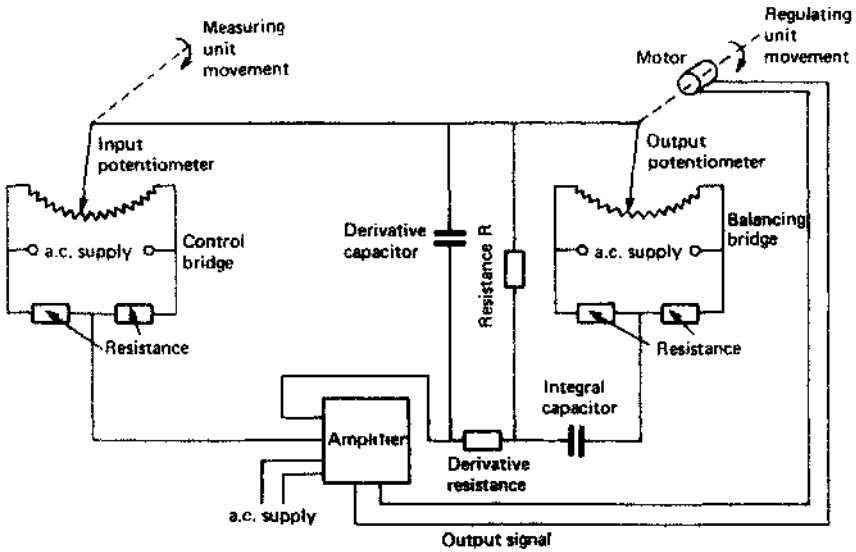 Measuring
unit
movement
Regulating
unit
movement
Motor
Input
potentiometer
Output
potentiometer
a.c. supply
Control
bridge
Derivative
capacitor
Resistance R
a.c. supply
Balancing
bridge
Resistance
Resistance
Integral
capacitor
Amplifier
Derivative
resistance
a.c. supply
Output signal